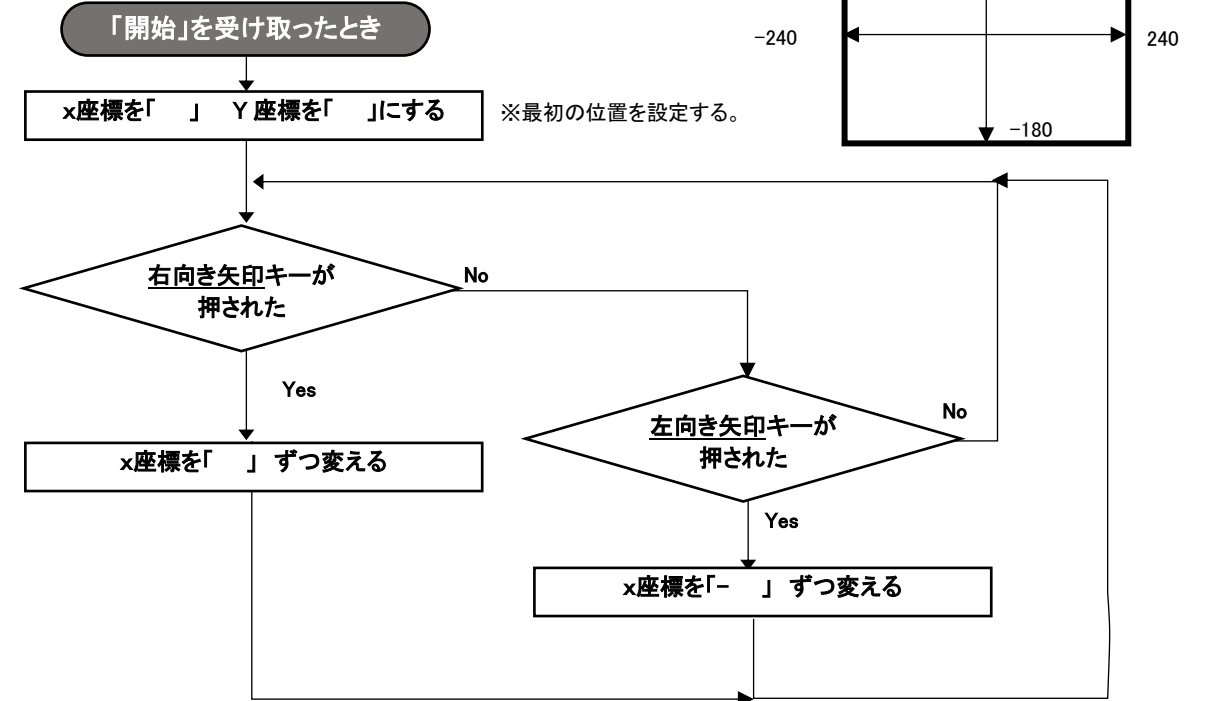 「開始」を受け取ったとき
-240
240
x座標を「　」　Y座標を「　」にする
※最初の位置を設定する。
-180
右向き矢印キーが
押された
No
Yes
左向き矢印キーが
押された
No
x座標を「　」 ずつ変える
Yes
x座標を「-　」 ずつ変える